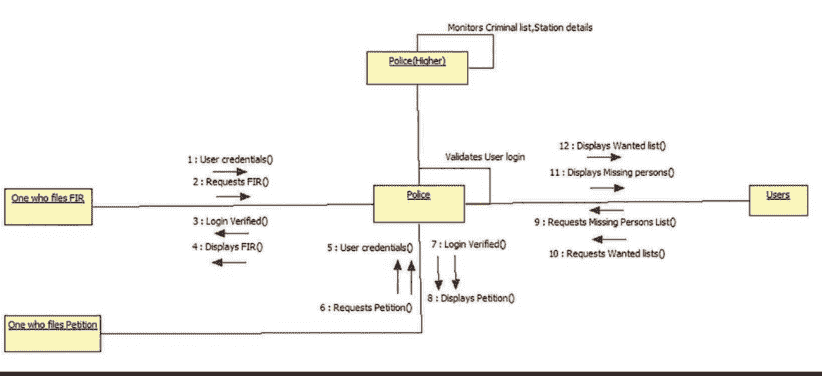 Monitors Criminal list,Station details
Police(Higher)
12 : Displays Wanted list()
1 : User credentials()
Validates User login
11 : Displays Missing persons()
2 : Requests FIR()
One who files FIR
Police
Users
3 : Login Verified()
9 : Requests Missing Persons List()
4 : Displays FIR()
5 : User credentials()
7 : Login Verified()
10 : Requests Wanted lists()
6 : Requests Petition()
8 : Displays Petition()
One who files Petition